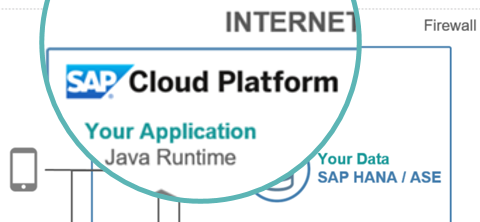 INTERNET
Firewall
SAP Cloud Platform
Your Application
Java Runtime
Your Data
SAP HANA / ASE